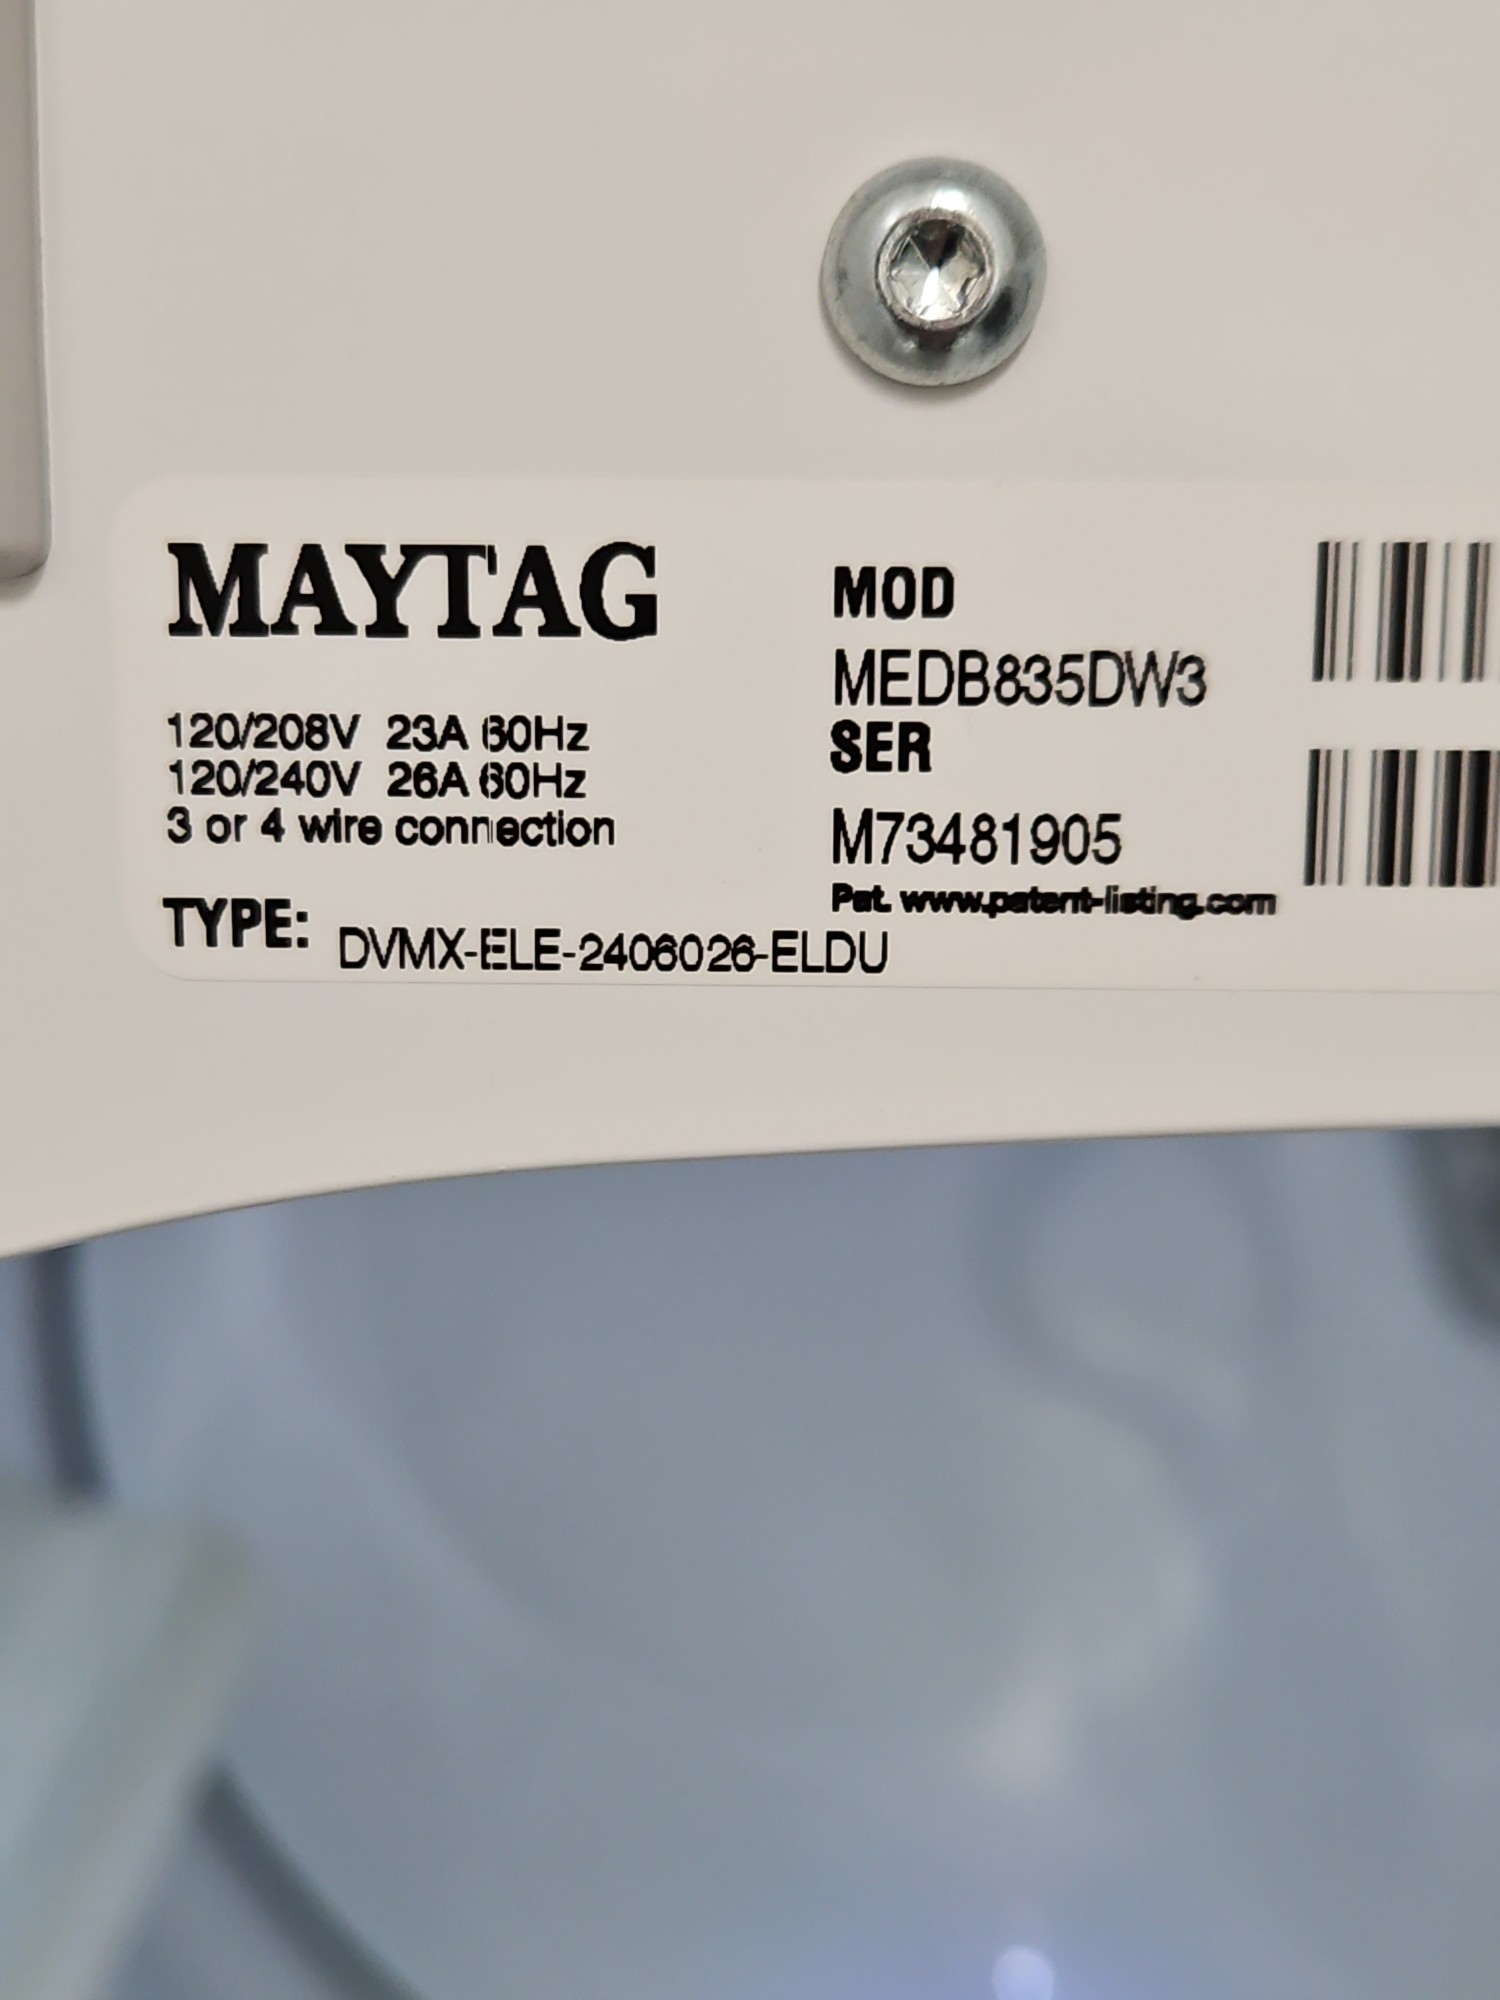 MAYTAG
120/208V 23A 60Hz
120/240V 26A 60Hz
3 or 4 wire connection
TYPE: DVMX-ELE-2406026-ELDU
MOD
MEDB835DW3
SER
M73481905
Pat. www.patent-listing.com